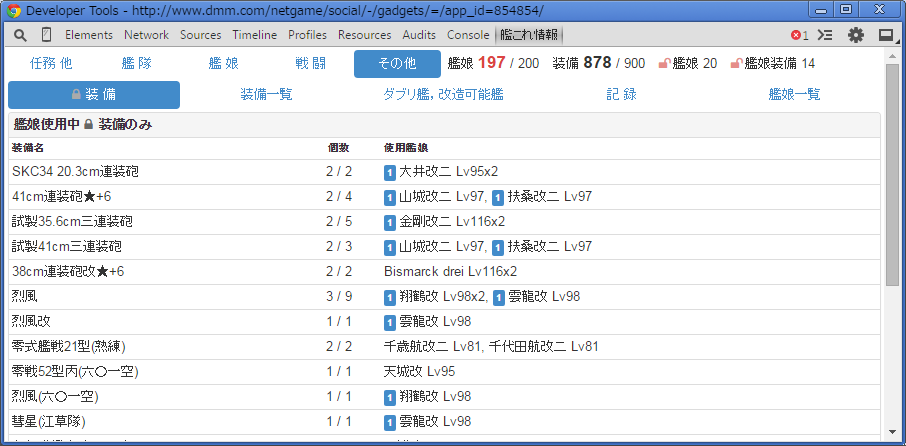 Developer Tools - http://www.dmm.com/netgame/social/-/gadgets/=/app_id=854854/
Elements Network Sources Timeline Profiles Resources Audits Console 艦これ情報 1
任務 他 艦 隊 艦 娘 戦 闘 その他 艦娘 197 / 200 装備 878 / 900 艦娘 20 艦娘装備 14
装 備 装備一覧 ダブリ艦, 改造可能艦 記 録 艦娘一覧
艦娘使用中 装備のみ
装備名 個数 使用艦娘
SKC34 20.3cm連装砲 2 / 2 1 大井改二 Lv95x2
41cm連装砲★+6 2 / 4 1 山城改二 Lv97, 1 扶桑改二 Lv97
試製35.6cm三連装砲 2 / 5 1 金剛改二 Lv116x2
試製41cm三連装砲 2 / 3 1 山城改二 Lv97, 1 扶桑改二 Lv97
38cm連装砲改★+6 2 / 2 Bismarck drei Lv116x2
烈風 3 / 9 1 翔鶴改 Lv98x2, 1 雲龍改 Lv98
烈風改 1 / 1 1 雲龍改 Lv98
零式艦戦21型(熟練) 2 / 2 千歳航改二 Lv81, 千代田航改二 Lv81
零戦52型丙(六〇一空) 1 / 1 天城改 Lv95
烈風(六〇一空) 1 / 1 1 翔鶴改 Lv98
彗星(江草隊) 1 / 1 1 雲龍改 Lv98